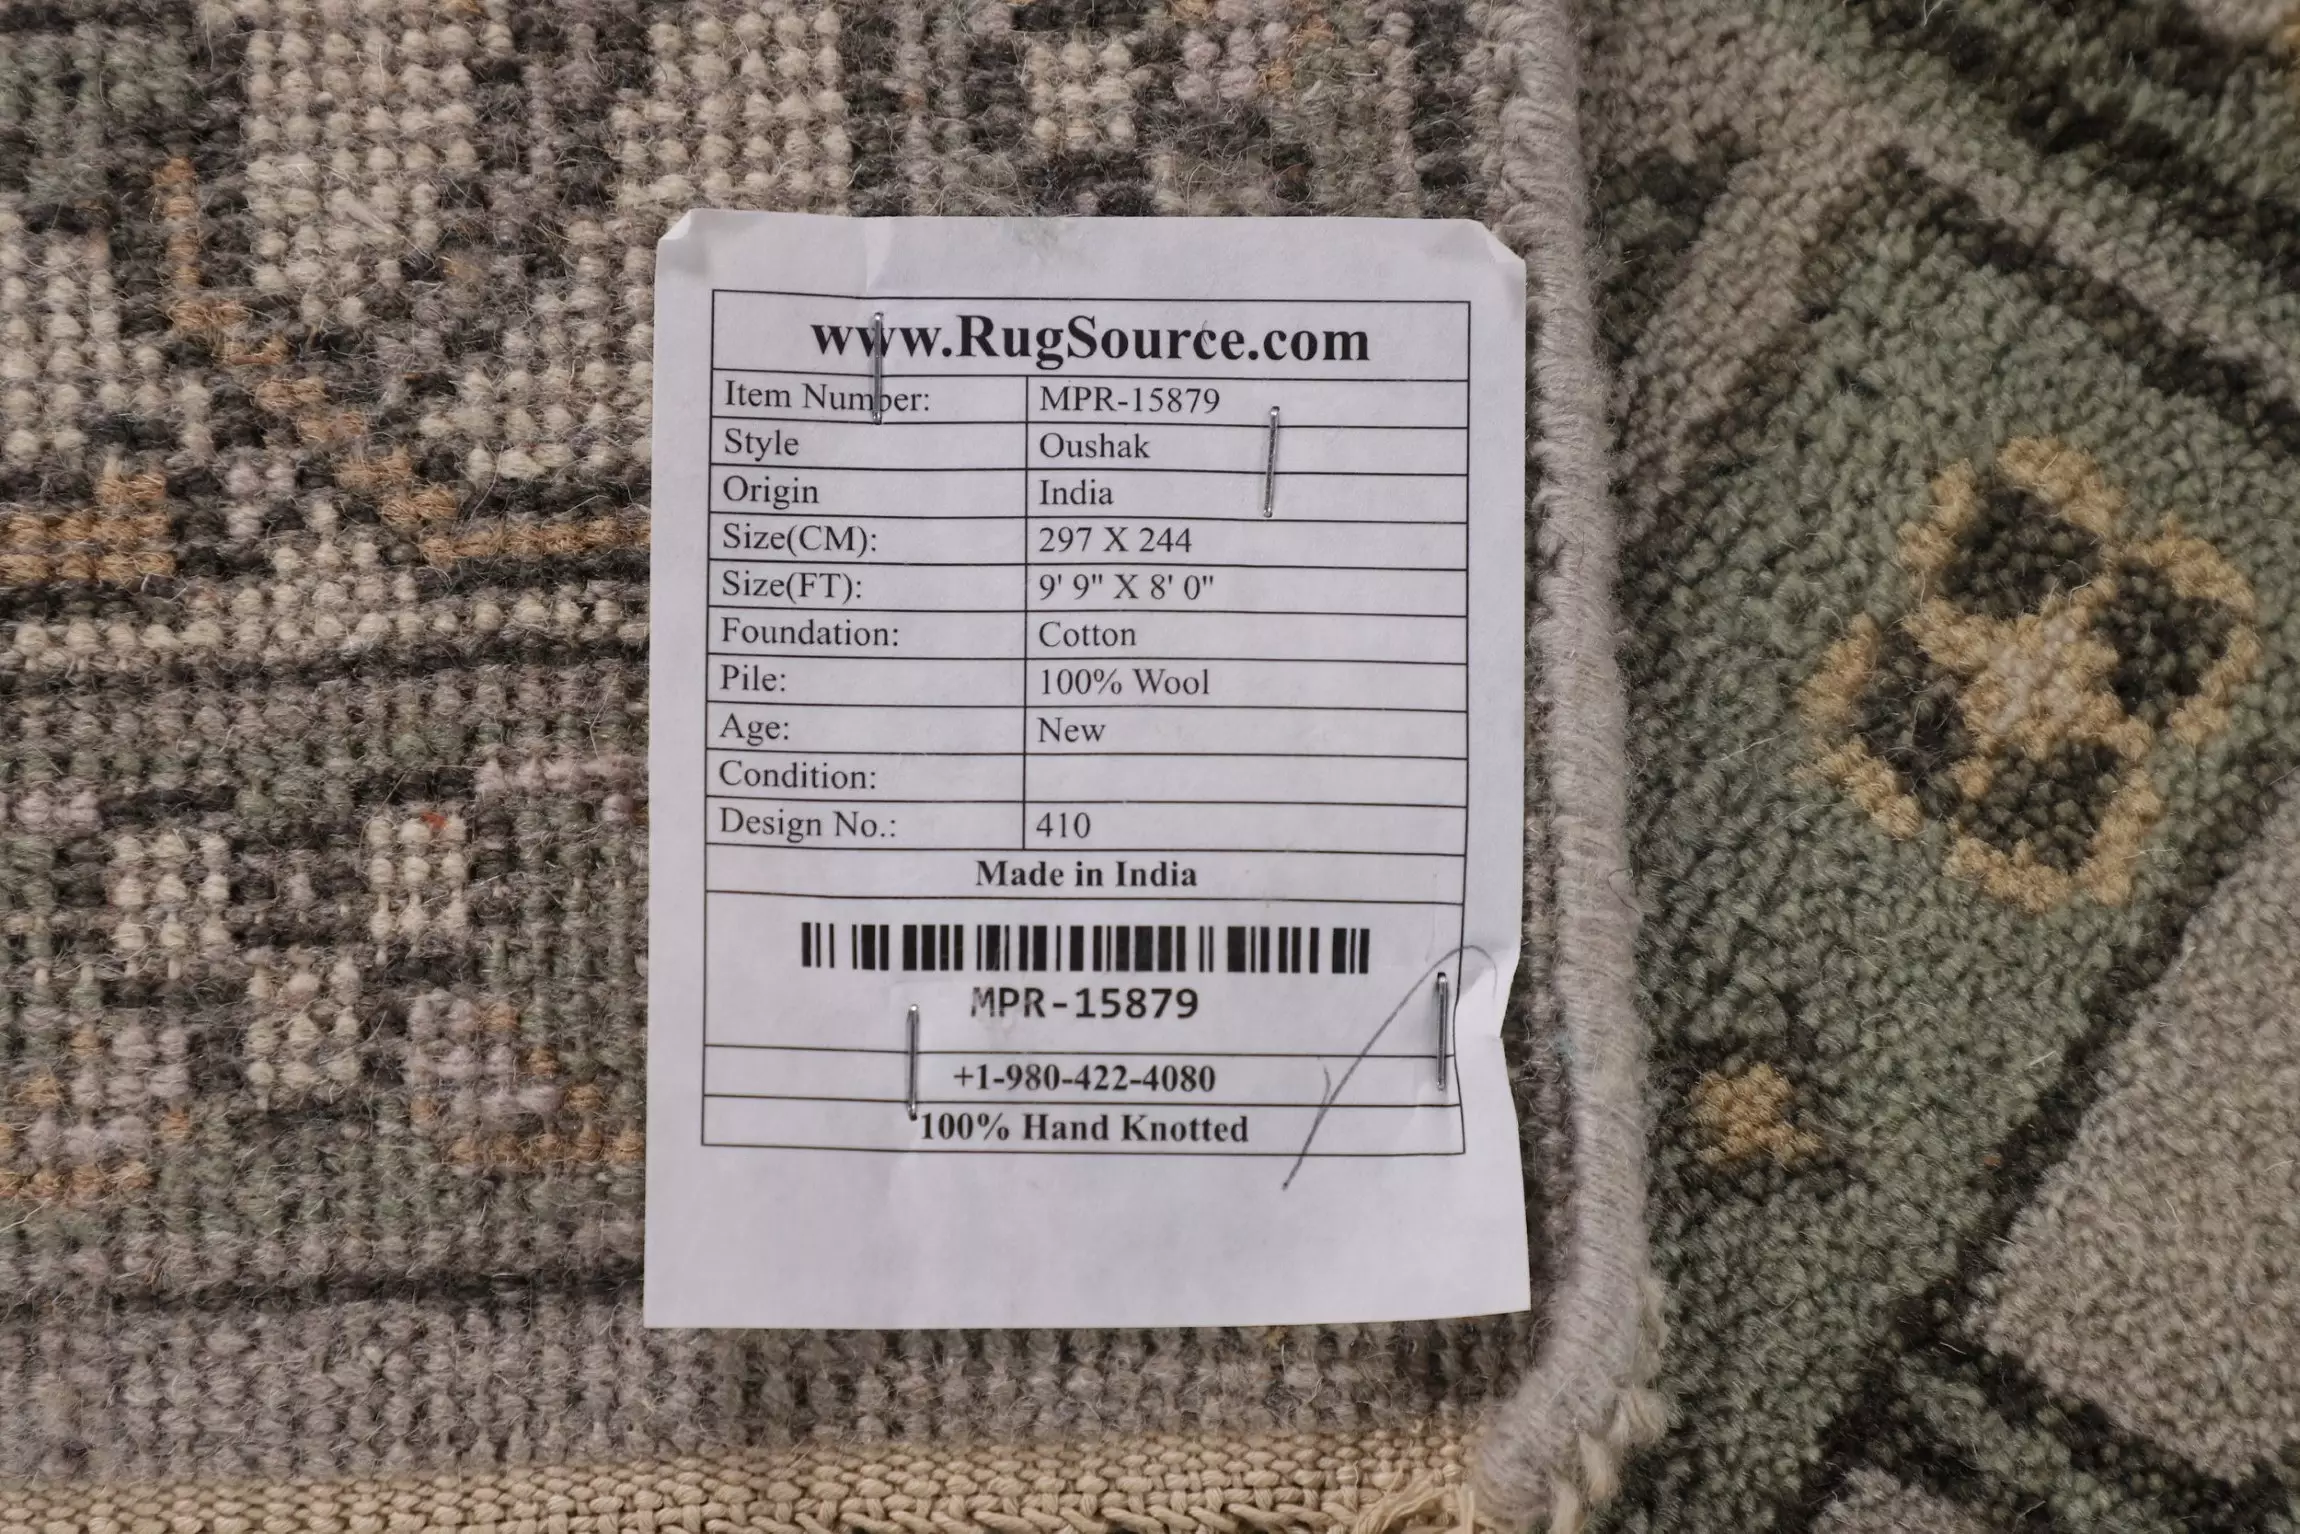 www.RugSource.com
Item Number: MPR-15879
Style Oushak
Origin India
Size(CM): 297 X 244
Size(FT): 9' 9" X 8' 0"
Foundation: Cotton
Pile: 100% Wool
Age: New
Condition:
Design No.: 410
Made in India
MPR-15879
+1-980-422-4080
100% Hand Knotted